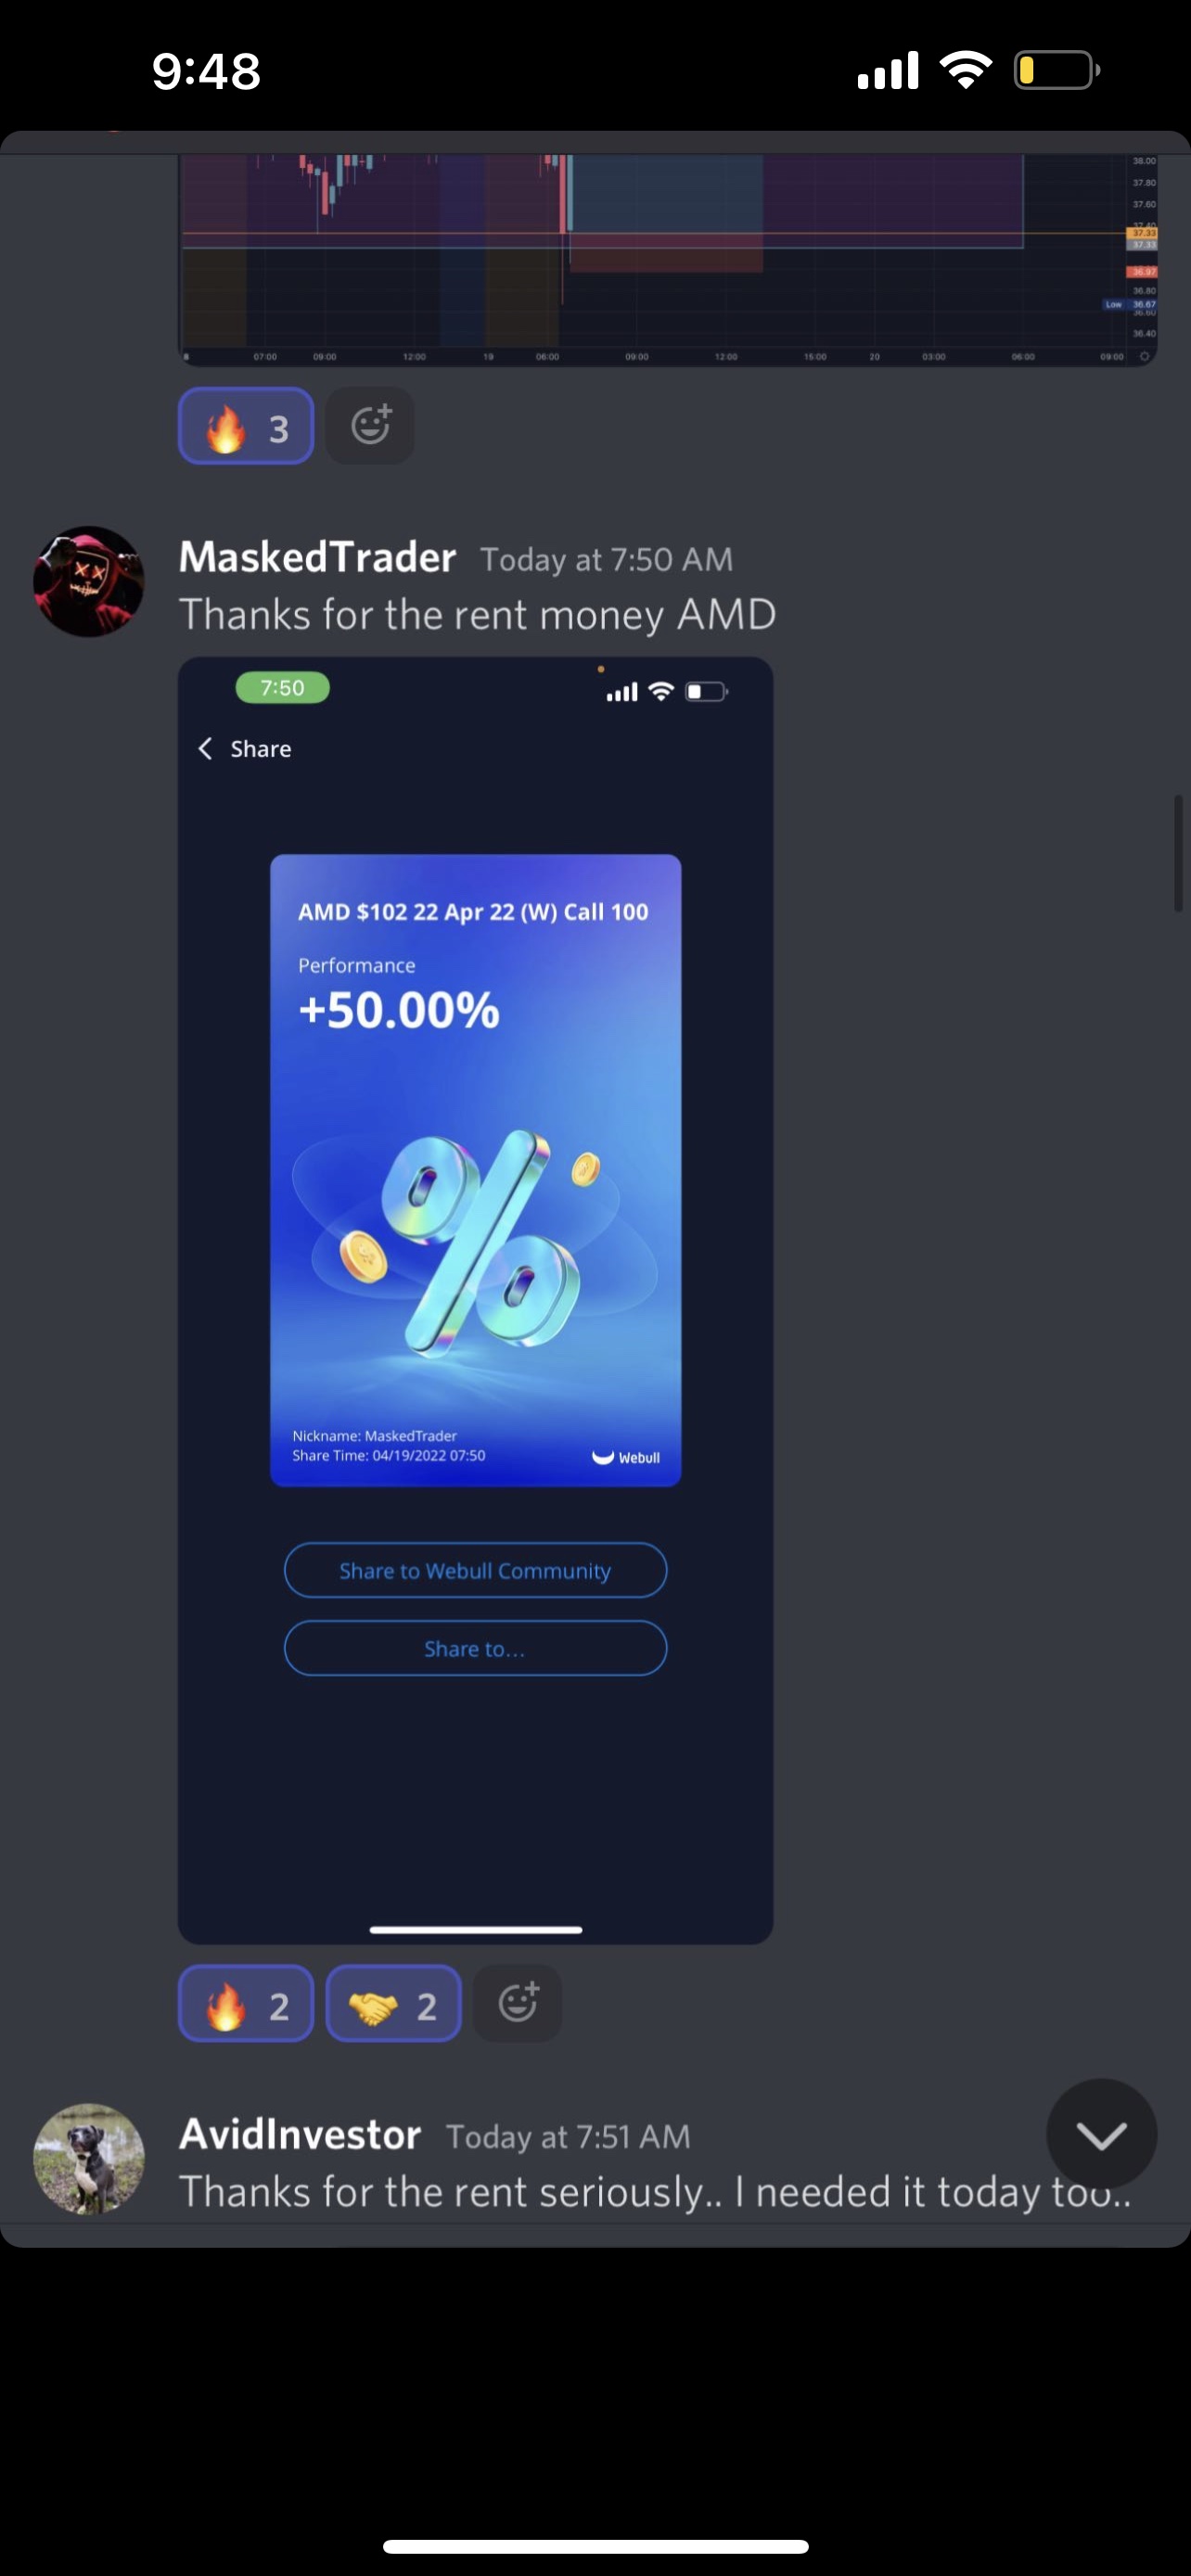 9:48
38.00
37.80
37.60
37.40
37.33
37.33
36.97
36.80
Low 36.67
36.60
36.40
07:00 09:00 12:00 19 06:00 09:00 12:00 15:00 20 03:00 06:00 09:00
🔥 3
MaskedTrader Today at 7:50 AM
Thanks for the rent money AMD
7:50
Share
AMD $102 22 Apr 22 (W) Call 100
Performance
+50.00%
%
Nickname: MaskedTrader
Share Time: 04/19/2022 07:50
Webull
Share to Webull Community
Share to...
🔥 2 🤝 2
AvidInvestor Today at 7:51 AM
Thanks for the rent seriously.. I needed it today too..